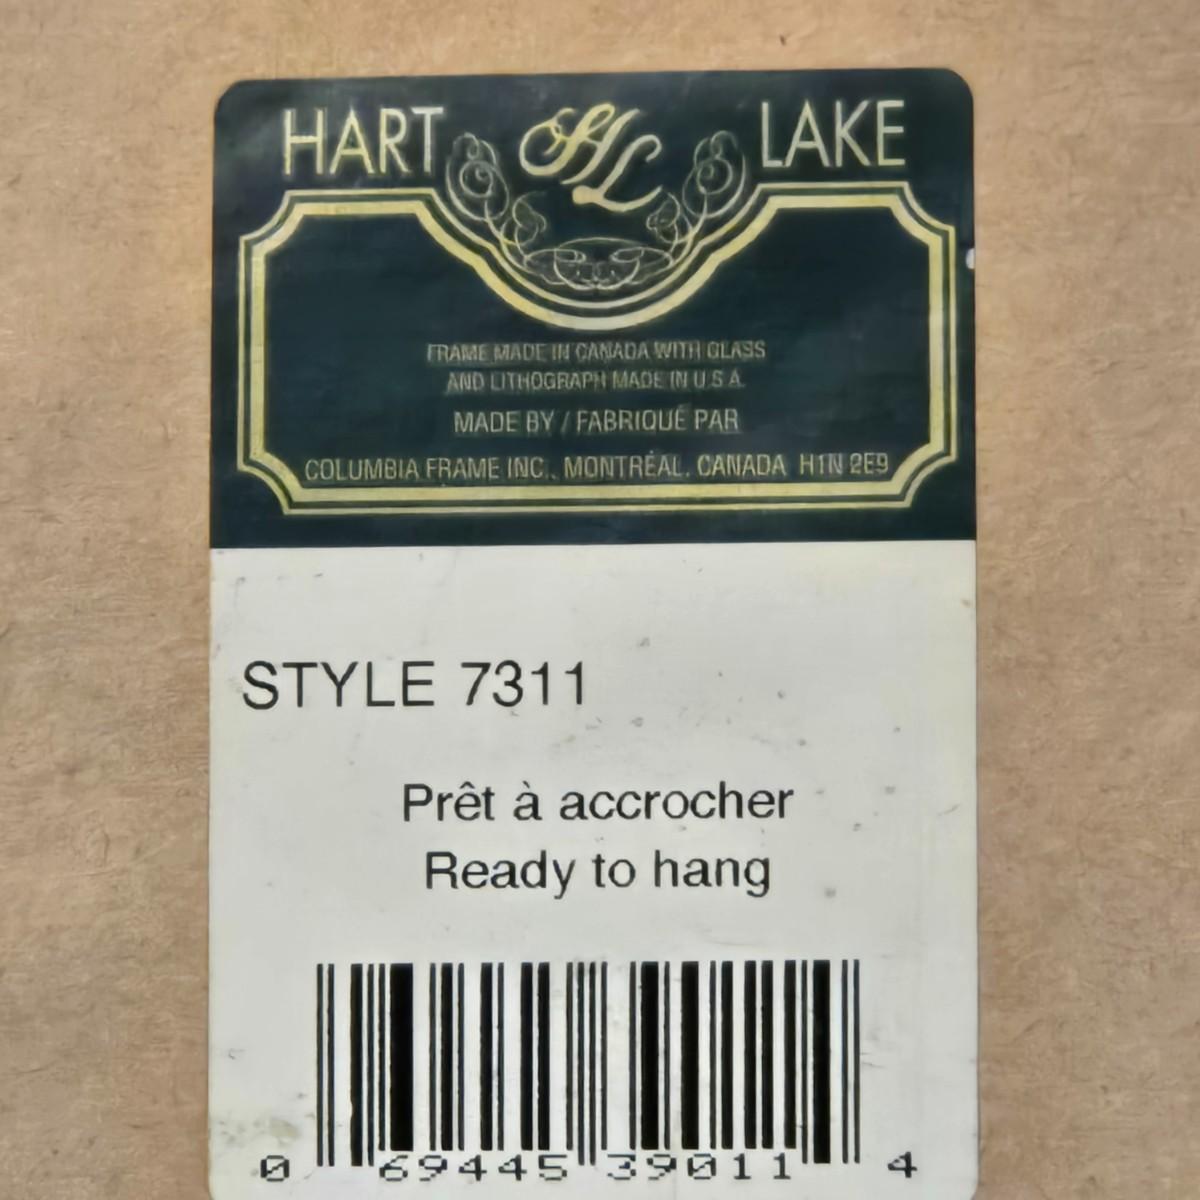 HART HL LAKE
FRAME MADE IN CANADA WITH GLASS
AND LITHOGRAPH MADE IN U.S.A.
MADE BY / FABRIQUÉ PAR
COLUMBIA FRAME INC., MONTRÉAL, CANADA H1N 2E9
STYLE 7311
Prêt à accrocher
Ready to hang
0 69445 39011 4